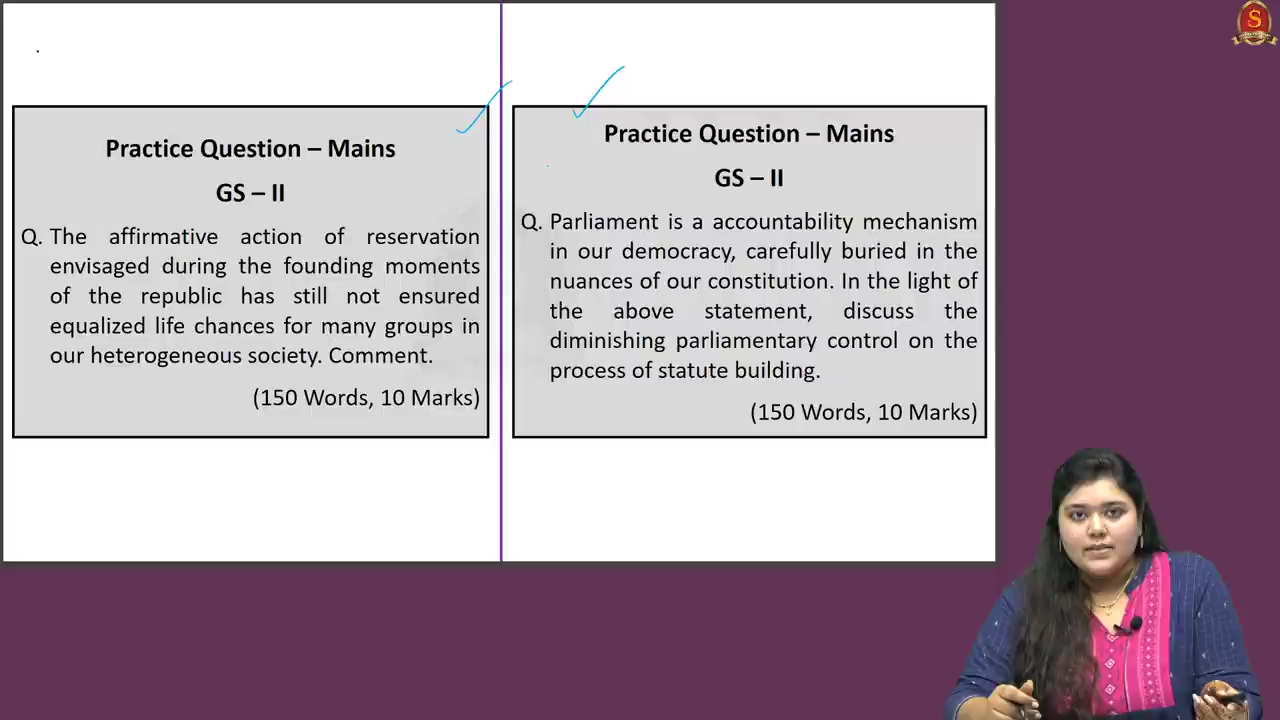 Practice Question – Mains
GS – II
Q. The affirmative action of reservation
envisaged during the founding moments
of the republic has still not ensured
equalized life chances for many groups in
our heterogeneous society. Comment.
(150 Words, 10 Marks)
Practice Question – Mains
GS – II
Q. Parliament is a accountability mechanism
in our democracy, carefully buried in the
nuances of our constitution. In the light of
the above statement, discuss the
diminishing parliamentary control on the
process of statute building.
(150 Words, 10 Marks)
S